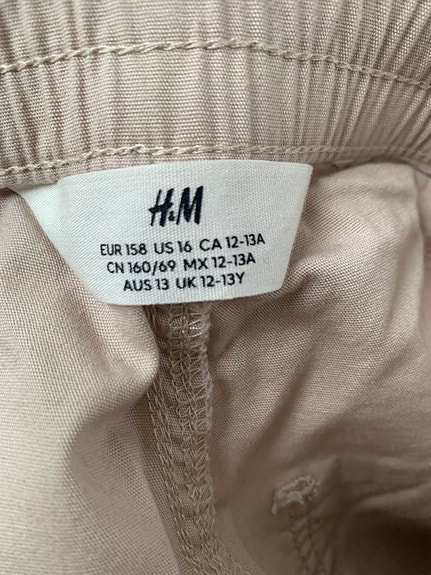 H&M
EUR 158 US 16 CA 12-13A
CN 160/69 MX 12-13A
AUS 13 UK 12-13Y